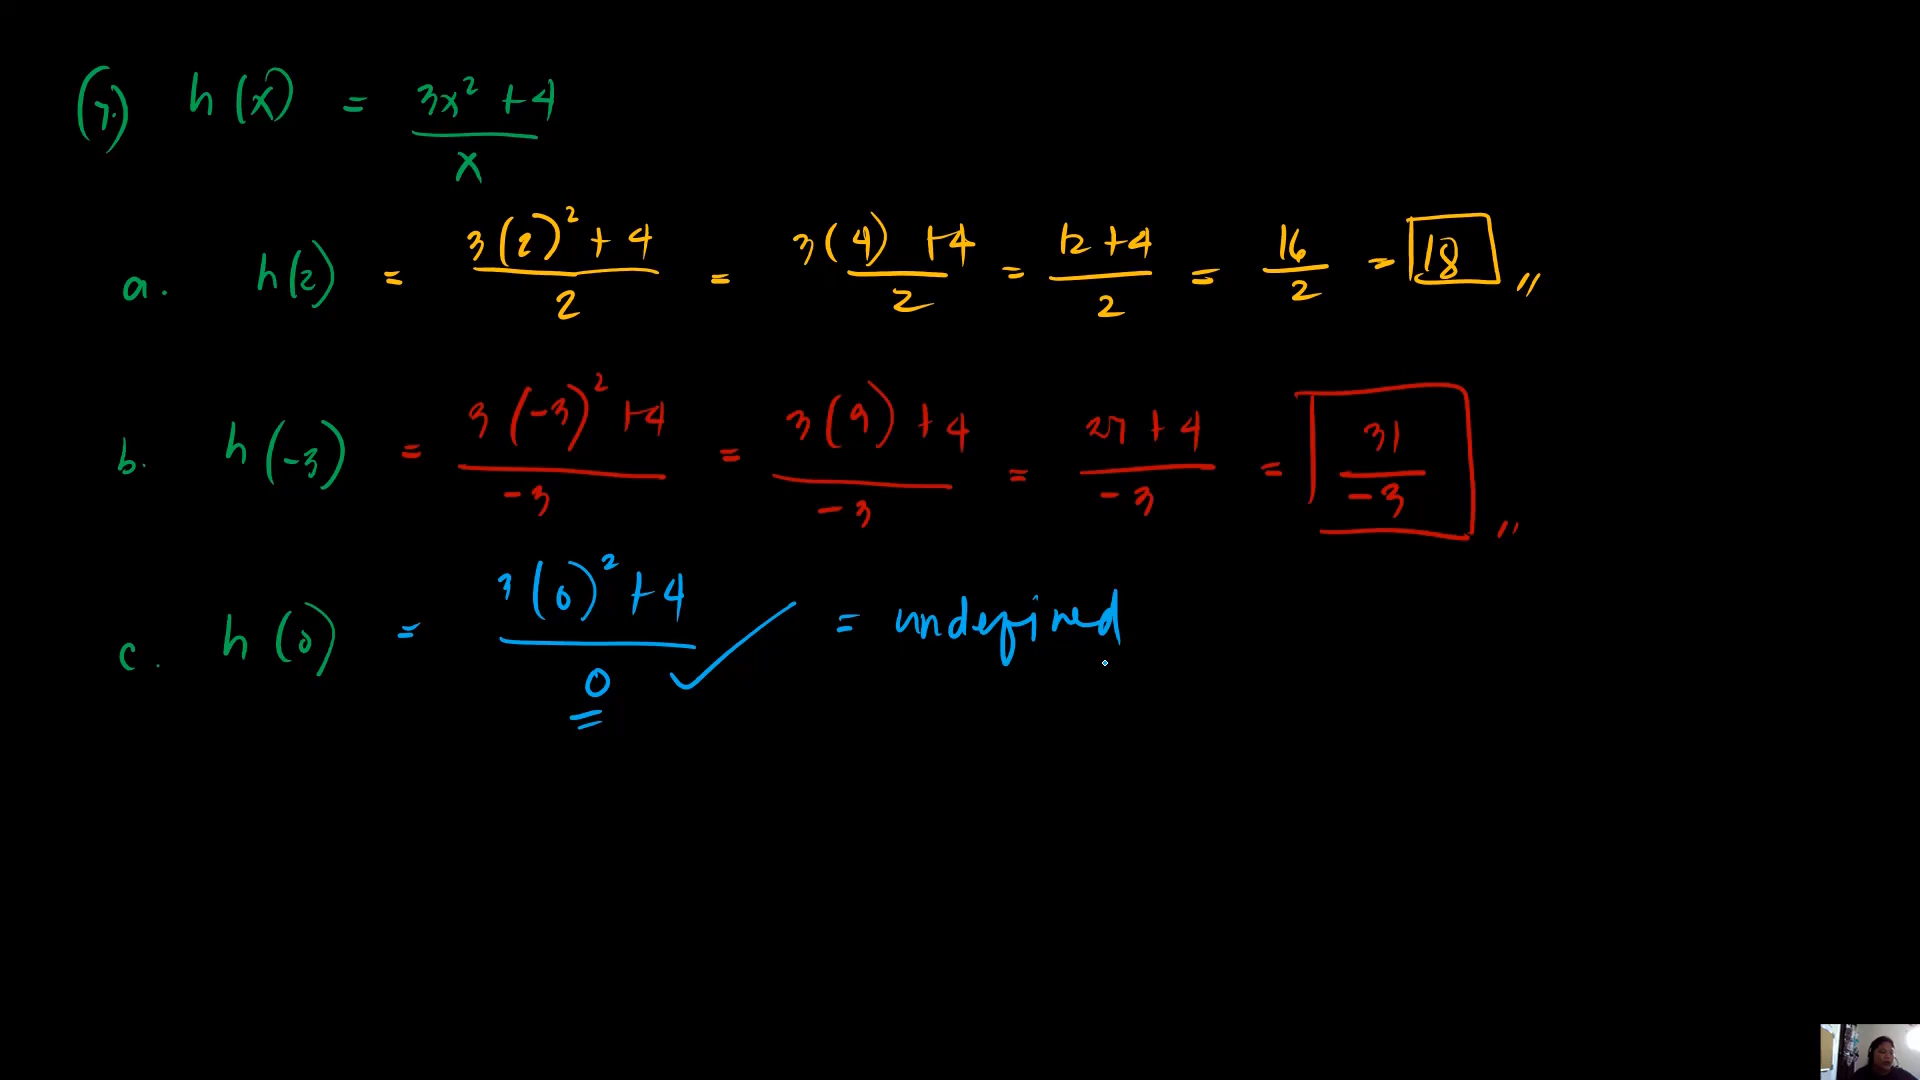 (7.) h(x) = (3x² + 4)/x
a. h(2) = (3(2)² + 4)/2 = (3(4) + 4)/2 = (12 + 4)/2 = 16/2 = 18 //
b. h(-3) = (3(-3)² + 4)/-3 = (3(9) + 4)/-3 = (27 + 4)/-3 = 31/-3 //
c. h(0) = (3(0)² + 4)/0 ✓ = undefined